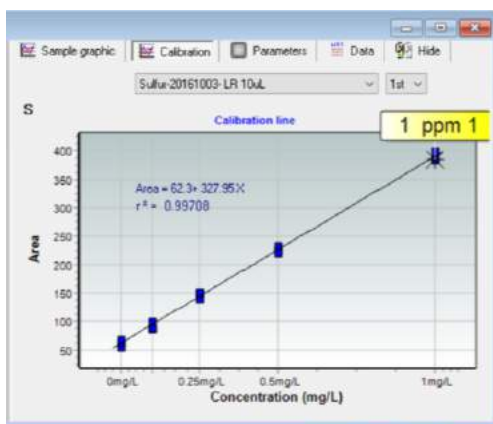 Sample graphic Calibration Parameters Data Hide
Sulfur-20161003- LR 10uL 1st
S
Calibration line
1 ppm 1
Area = 62.3+ 327.95X
r² = 0.99708
400
350
300
250
200
150
100
50
Area
0mg/L 0.25mg/L 0.5mg/L 1mg/L
Concentration (mg/L)